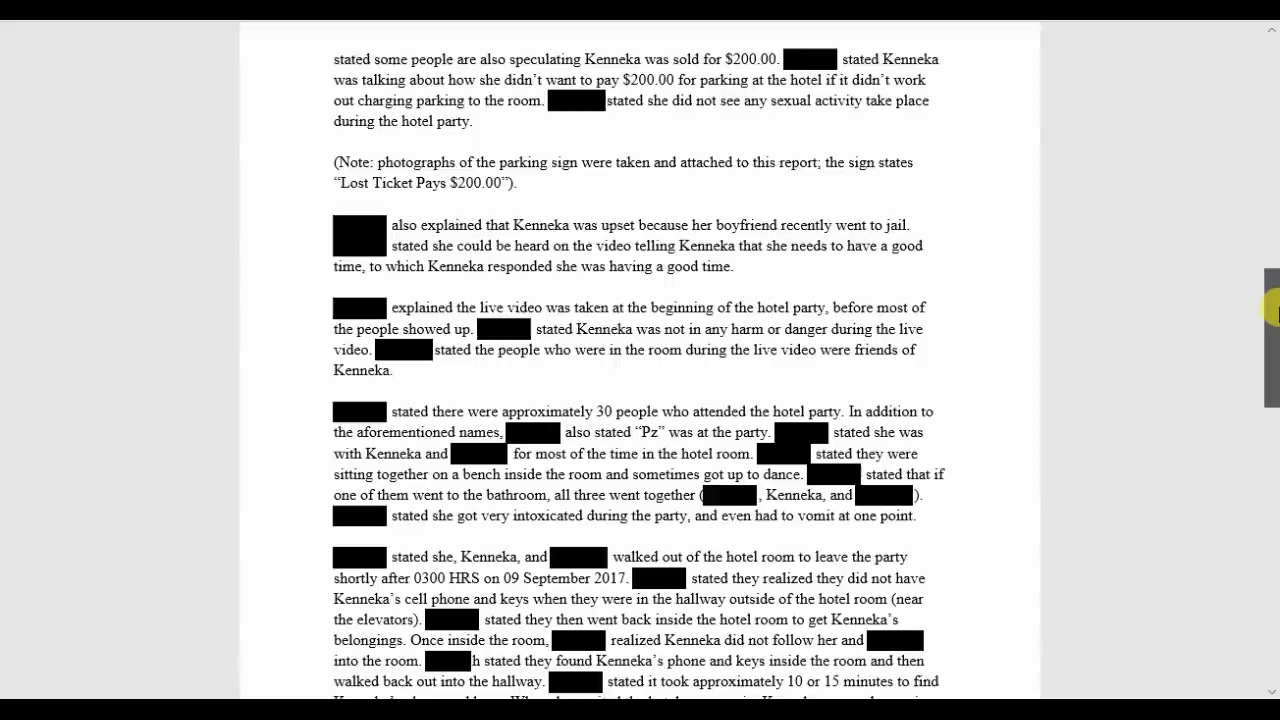 stated some people are also speculating Kenneka was sold for $200.00. stated Kenneka
was talking about how she didn't want to pay $200.00 for parking at the hotel if it didn't work
out charging parking to the room. stated she did not see any sexual activity take place
during the hotel party.
(Note: photographs of the parking sign were taken and attached to this report; the sign states
“Lost Ticket Pays $200.00”).
also explained that Kenneka was upset because her boyfriend recently went to jail.
stated she could be heard on the video telling Kenneka that she needs to have a good
time, to which Kenneka responded she was having a good time.
explained the live video was taken at the beginning of the hotel party, before most of
the people showed up. stated Kenneka was not in any harm or danger during the live
video. stated the people who were in the room during the live video were friends of
Kenneka.
stated there were approximately 30 people who attended the hotel party. In addition to
the aforementioned names, also stated “Pz” was at the party. stated she was
with Kenneka and for most of the time in the hotel room. stated they were
sitting together on a bench inside the room and sometimes got up to dance. stated that if
one of them went to the bathroom, all three went together ( , Kenneka, and ).
stated she got very intoxicated during the party, and even had to vomit at one point.
stated she, Kenneka, and walked out of the hotel room to leave the party
shortly after 0300 HRS on 09 September 2017. stated they realized they did not have
Kenneka's cell phone and keys when they were in the hallway outside of the hotel room (near
the elevators). stated they then went back inside the hotel room to get Kenneka's
belongings. Once inside the room, realized Kenneka did not follow her and
into the room. h stated they found Kenneka's phone and keys inside the room and then
walked back out into the hallway. stated it took approximately 10 or 15 minutes to find